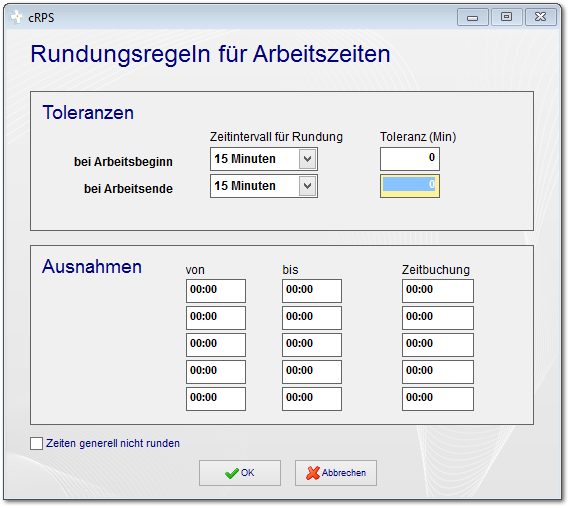 cRPS
Rundungsregeln für Arbeitszeiten
Toleranzen
Zeitintervall für Rundung Toleranz (Min)
bei Arbeitsbeginn 15 Minuten 0
bei Arbeitsende 15 Minuten 0
Ausnahmen von bis Zeitbuchung
00:00 00:00 00:00
00:00 00:00 00:00
00:00 00:00 00:00
00:00 00:00 00:00
00:00 00:00 00:00
Zeiten generell nicht runden
OK Abbrechen